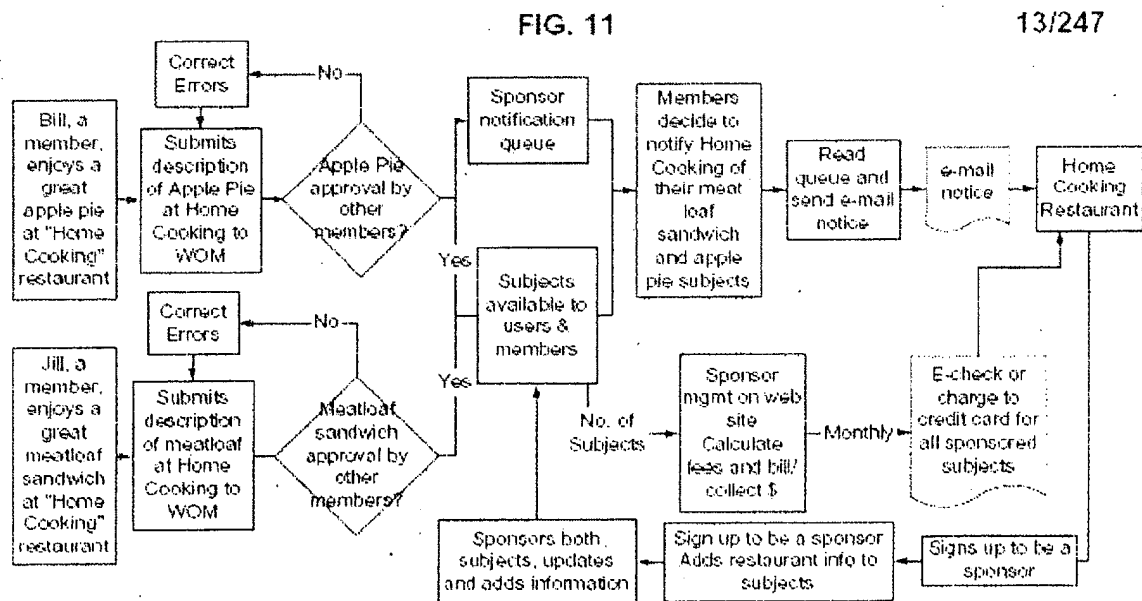 FIG. 11
13/247
Correct
Errors
No
Bill, a
member,
enjoys a
great
apple pie
at "Home
Cooking"
restaurant
Submits
description
of Apple Pie
at Home
Cooking to
WOM
Apple Pie
approval by
other
members?
Yes
Sponsor
notification
queue
Subjects
available to
users &
members
Members
decide to
notify Home
Cooking of
their meat
loaf
sandwich
and apple
pie subjects
Read
queue and
send e-mail
notice
e-mail
notice
Home
Cooking
Restaurant
Correct
Errors
No
Jill, a
member,
enjoys a
great
meatloaf
sandwich
at "Home
Cooking"
restaurant
Submits
description
of meatloaf
at Home
Cooking to
WOM
Meatloaf
sandwich
approval by
other
members?
Yes
No. of
Subjects
Sponsor
mgmt on web
site
Calculate
fees and bill/
collect $
Monthly
E-check or
charge to
credit card for
all sponsored
subjects
Sponsors both
subjects, updates
and adds information
Sign up to be a sponsor
Adds restaurant info to
subjects
Signs up to be a
sponsor